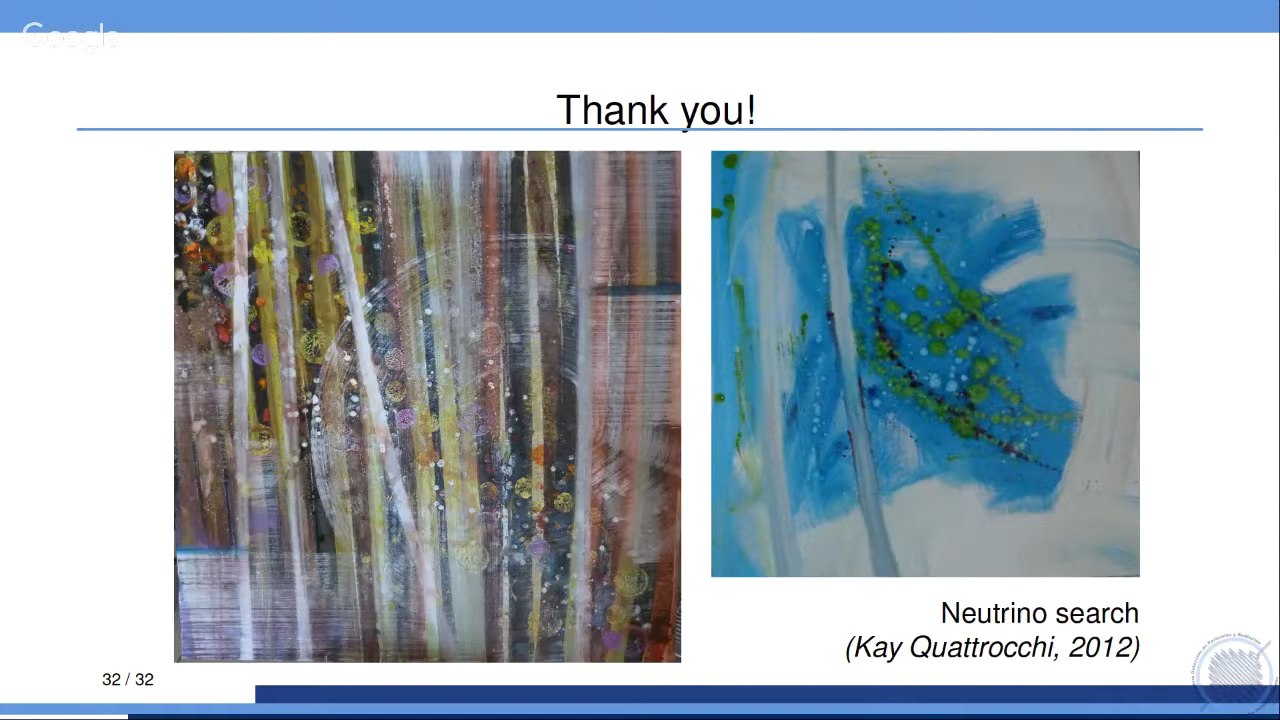 Google
Thank you!
Neutrino search
(Kay Quattrocchi, 2012)
32 / 32